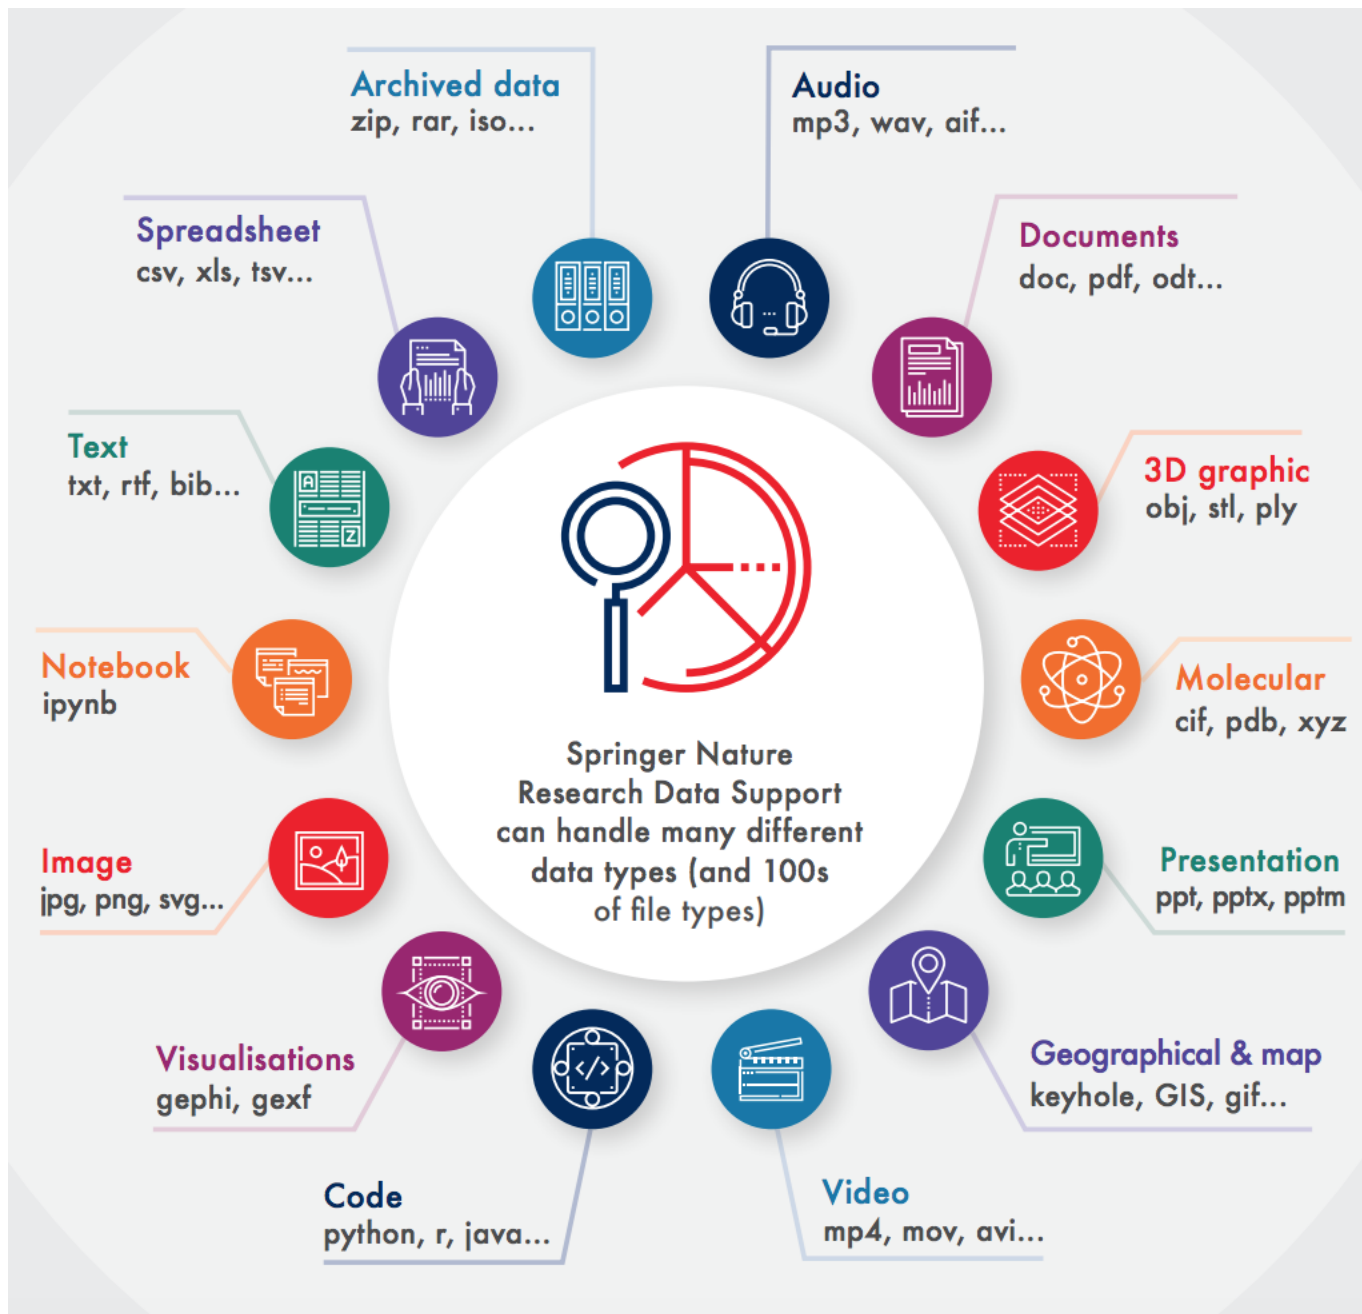 Archived data
zip, rar, iso...
Audio
mp3, wav, aif...
Spreadsheet
csv, xls, tsv...
Documents
doc, pdf, odt...
Text
txt, rtf, bib...
A
Z
3D graphic
obj, stl, ply
Notebook
ipynb
Molecular
cif, pdb, xyz
Springer Nature
Research Data Support
can handle many different
data types (and 100s
of file types)
Image
jpg, png, svg...
Presentation
ppt, pptx, pptm
Visualisations
gephi, gexf
</>
Geographical & map
keyhole, GIS, gif...
Code
python, r, java...
Video
mp4, mov, avi...